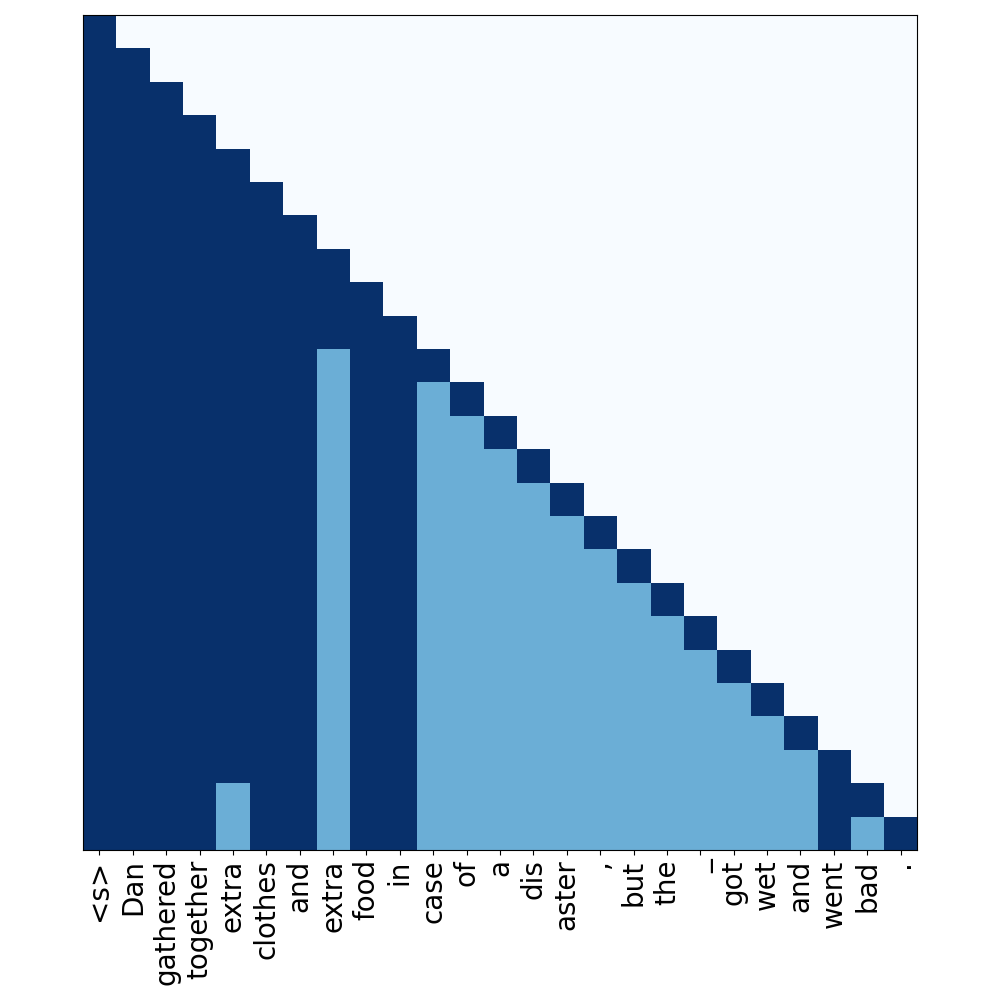 <s>
Dan
gathered
together
extra
clothes
and
extra
food
in
case
of
a
dis
aster
,
but
the
_
got
wet
and
went
bad
.